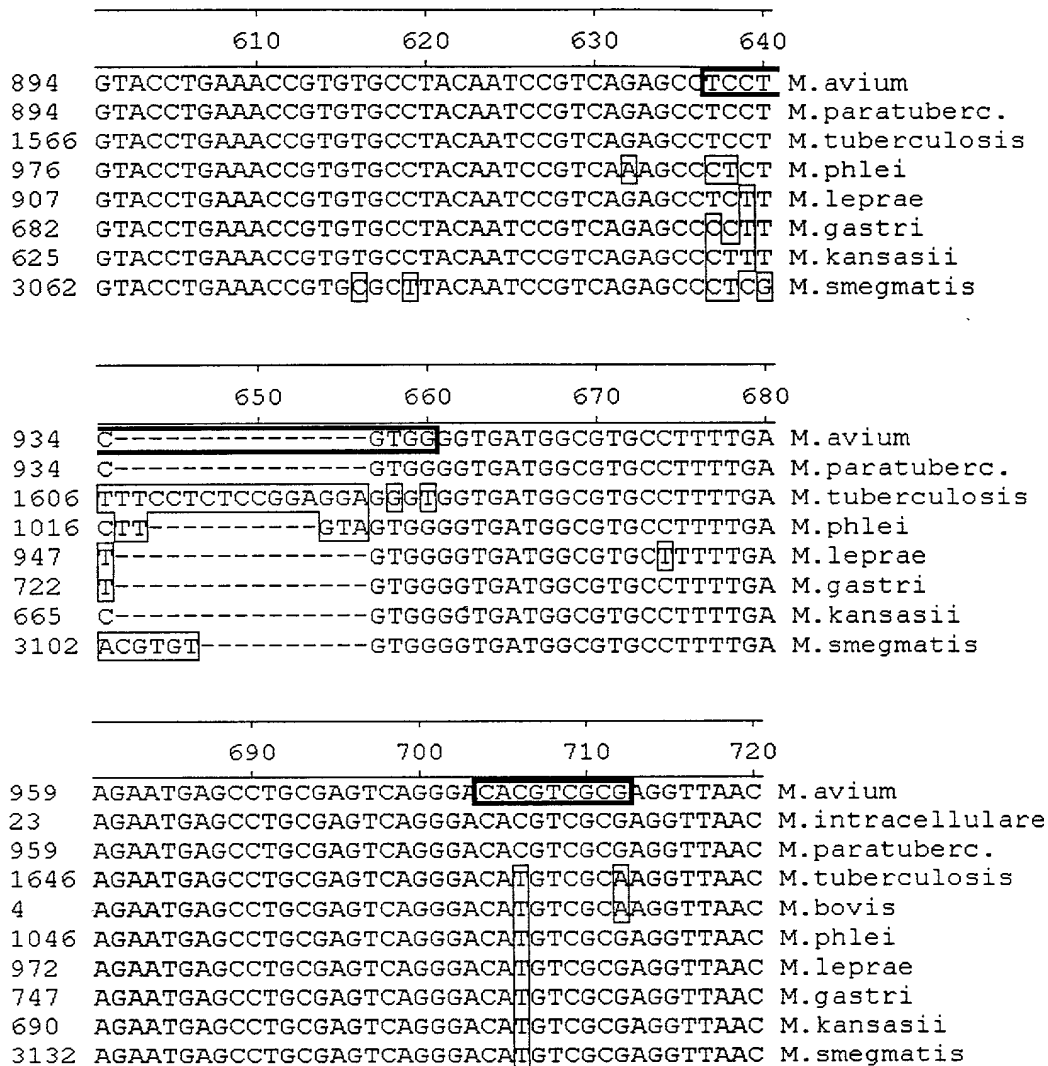 610 620 630 640
894 GTACCTGAAACCGTGTGCCTACAATCCGTCAGAGCCTCCT M.avium
894 GTACCTGAAACCGTGTGCCTACAATCCGTCAGAGCCTCCT M.paratuberc.
1566 GTACCTGAAACCGTGTGCCTACAATCCGTCAGAGCCTCCT M.tuberculosis
976 GTACCTGAAACCGTGTGCCTACAATCCGTCAAAGCCCTCT M.phlei
907 GTACCTGAAACCGTGTGCCTACAATCCGTCAGAGCCTCTT M.leprae
682 GTACCTGAAACCGTGTGCCTACAATCCGTCAGAGCCCCTT M.gastri
625 GTACCTGAAACCGTGTGCCTACAATCCGTCAGAGCCCTTT M.kansasii
3062 GTACCTGAAACCGTGCGCTTACAATCCGTCAGAGCCCTCG M.smegmatis
650 660 670 680
934 C---------------GTGGGGTGATGGCGTGCCTTTTGA M.avium
934 C---------------GTGGGGTGATGGCGTGCCTTTTGA M.paratuberc.
1606 TTTCCTCTCCGGAGGAGGGTGGTGATGGCGTGCCTTTTGA M.tuberculosis
1016 CTT----------GTAGTGGGGTGATGGCGTGCCTTTTGA M.phlei
947 T---------------GTGGGGTGATGGCGTGCTTTTTGA M.leprae
722 T---------------GTGGGGTGATGGCGTGCCTTTTGA M.gastri
665 C---------------GTGGGGTGATGGCGTGCCTTTTGA M.kansasii
3102 ACGTGT----------GTGGGGTGATGGCGTGCCTTTTGA M.smegmatis
690 700 710 720
959 AGAATGAGCCTGCGAGTCAGGGACACGTCGCGAGGTTAAC M.avium
23 AGAATGAGCCTGCGAGTCAGGGACACGTCGCGAGGTTAAC M.intracellulare
959 AGAATGAGCCTGCGAGTCAGGGACACGTCGCGAGGTTAAC M.paratuberc.
1646 AGAATGAGCCTGCGAGTCAGGGACATGTCGCAAGGTTAAC M.tuberculosis
4 AGAATGAGCCTGCGAGTCAGGGACATGTCGCAAGGTTAAC M.bovis
1046 AGAATGAGCCTGCGAGTCAGGGACATGTCGCGAGGTTAAC M.phlei
972 AGAATGAGCCTGCGAGTCAGGGACATGTCGCGAGGTTAAC M.leprae
747 AGAATGAGCCTGCGAGTCAGGGACATGTCGCGAGGTTAAC M.gastri
690 AGAATGAGCCTGCGAGTCAGGGACATGTCGCGAGGTTAAC M.kansasii
3132 AGAATGAGCCTGCGAGTCAGGGACATGTCGCGAGGTTAAC M.smegmatis